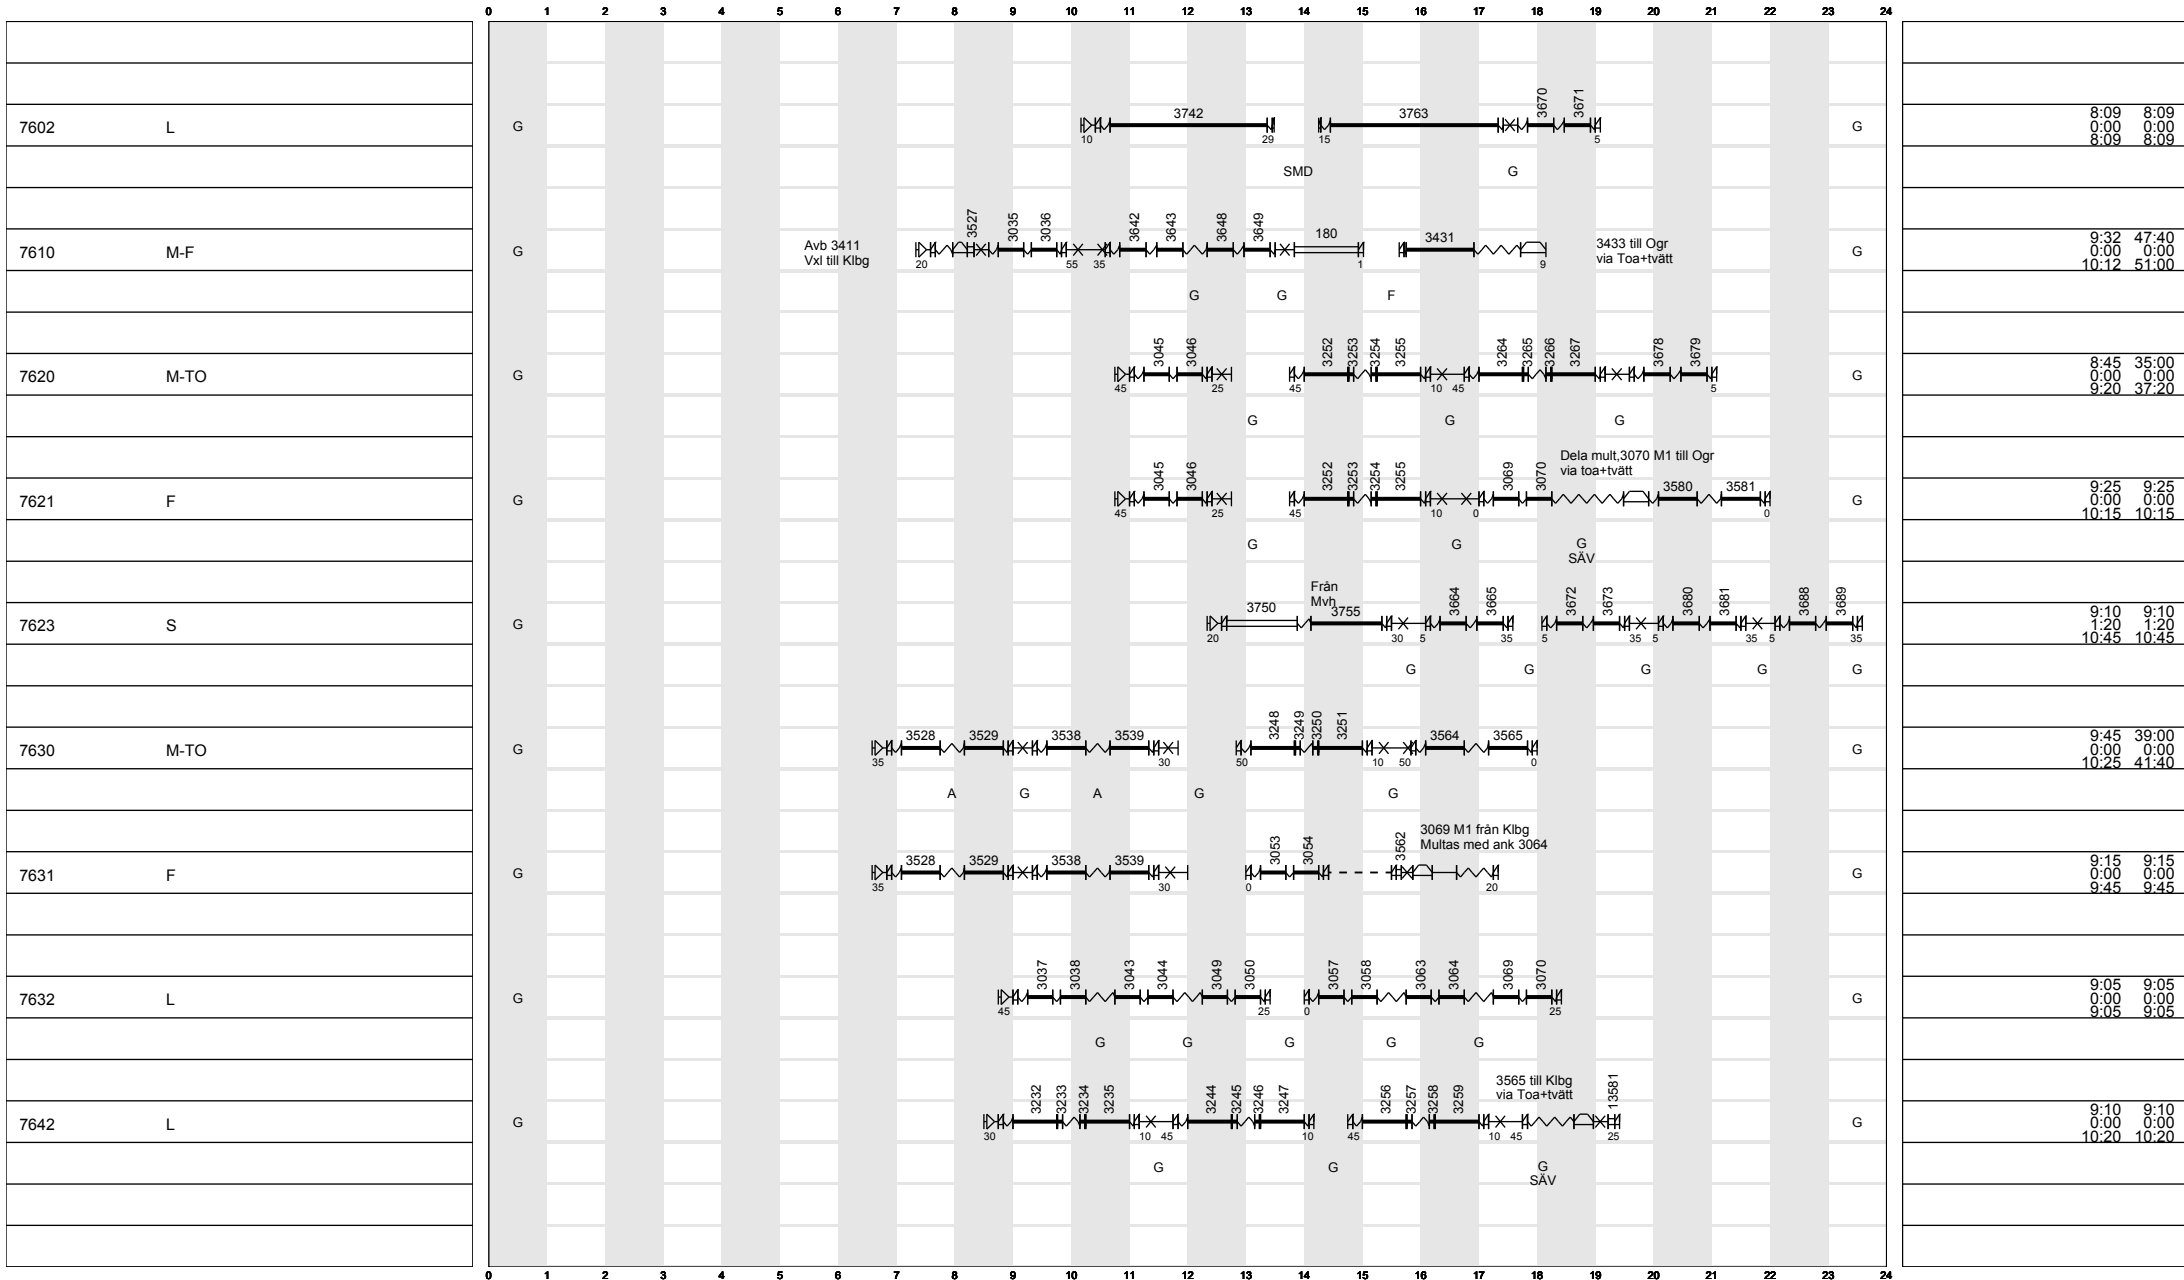 0 1 2 3 4 5 6 7 8 9 10 11 12 13 14 15 16 17 18 19 20 21 22 23 24
3670 3671
3742 3763
7602 L G G 8:09 8:09
0:00 0:00
8:09 8:09
10 29 15 5
SMD G
3527 3035 3036 3642 3643 3648 3649
180 3431
Avb 3411
Vxl till Klbg
3433 till Ogr
via Toa+tvätt
7610 M-F G G 9:32 47:40
0:00 0:00
10:12 51:00
20 55 35 1 9
G G F
3045 3046 3252 3253 3254 3255 3264 3265 3266 3267 3678 3679
7620 M-TO G G 8:45 35:00
0:00 0:00
9:20 37:20
45 25 45 10 45 5
G G G
Dela mult,3070 M1 till Ogr
via toa+tvätt
3045 3046 3252 3253 3254 3255 3069 3070 3580 3581
7621 F G G 9:25 9:25
0:00 0:00
10:15 10:15
45 25 45 10 0 0
G G G
SÄV
Från
Mvh
3750 3755 3664 3665 3672 3673 3680 3681 3688 3689
7623 S G G 9:10 9:10
1:20 1:20
10:45 10:45
20 30 5 35 5 35 5 35 5 35
G G G G G
3528 3529 3538 3539 3248 3249 3250 3251 3564 3565
7630 M-TO G G 9:45 39:00
0:00 0:00
10:25 41:40
35 30 50 10 50 0
A G A G G
3069 M1 från Klbg
Multas med ank 3064
3528 3529 3538 3539 3053 3054 3562
7631 F G G 9:15 9:15
0:00 0:00
9:45 9:45
35 30 0 20
3037 3038 3043 3044 3049 3050 3057 3058 3063 3064 3069 3070
7632 L G G 9:05 9:05
0:00 0:00
9:05 9:05
45 25 0 25
G G G G G
3565 till Klbg
via Toa+tvätt
3232 3233 3234 3235 3244 3245 3246 3247 3256 3257 3258 3259 13581
7642 L G G 9:10 9:10
0:00 0:00
10:20 10:20
30 10 45 10 45 10 45 25
G G G
SÄV
0 1 2 3 4 5 6 7 8 9 10 11 12 13 14 15 16 17 18 19 20 21 22 23 24